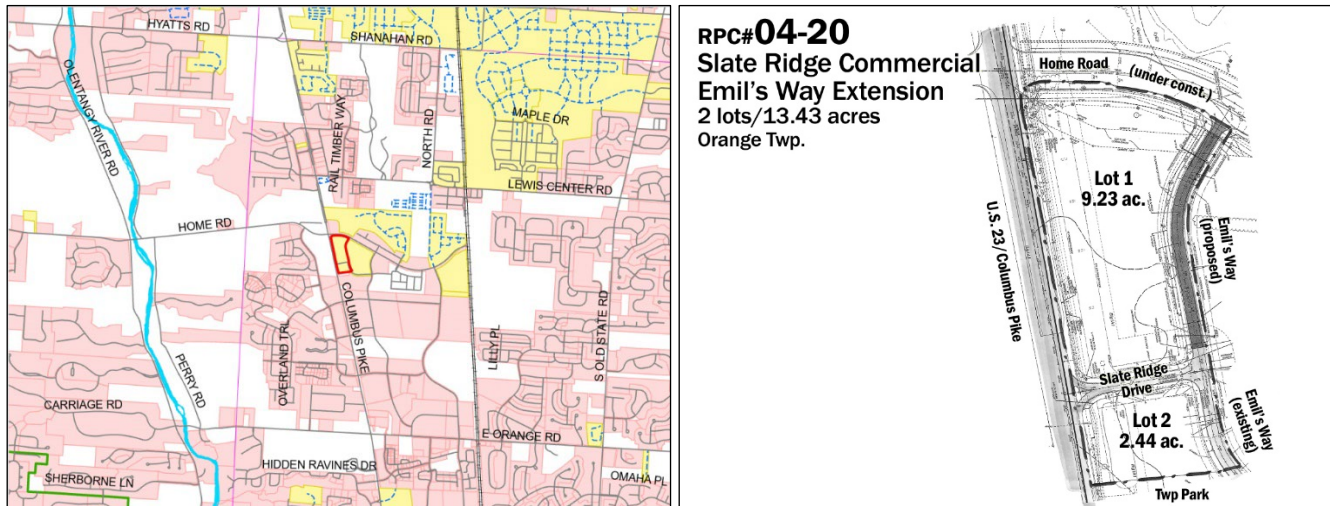 HYATTS RD
SHANAHAN RD
OLENTANGY RIVER RD
RAIL TIMBER WAY
NORTH RD
MAPLE DR
LEWIS CENTER RD
HOME RD
COLUMBUS PIKE
OVERLAND TRL
LILLY PL
S OLD STATE RD
PERRY RD
CARRIAGE RD
E ORANGE RD
HIDDEN RAVINES DR
SHERBORNE LN
OMAHA PL
RPC#04-20
Slate Ridge Commercial
Emil's Way Extension
2 lots/13.43 acres
Orange Twp.
Home Road
(under const.)
Lot 1
9.23 ac.
U.S. 23/Columbus Pike
Emil's Way
(proposed)
Slate Ridge
Drive
Lot 2
2.44 ac.
Emil's Way
(existing)
Twp Park